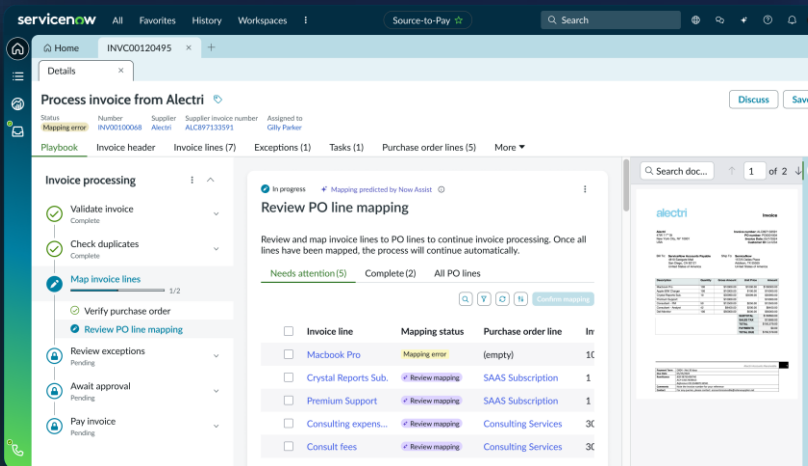 servicenow All Favorites History Workspaces Source-to-Pay Search
Home INVC00120495
Details
Process invoice from Alectri
Discuss Save
Status Number Supplier Supplier invoice number Assigned to
Mapping error INV00100068 Alectri ALC897133591 Gilly Parker
Playbook Invoice header Invoice lines (7) Exceptions (1) Tasks (1) Purchase order lines (5) More
Invoice processing
Validate invoice
Complete
Check duplicates
Complete
Map invoice lines
1/2
Verify purchase order
Review PO line mapping
Review exceptions
Pending
Await approval
Pending
Pay invoice
Pending
In progress Mapping predicted by Now Assist
Review PO line mapping
Review and map invoice lines to PO lines to continue invoice processing. Once all
lines have been mapped, the process will continue automatically.
Needs attention (5) Complete (2) All PO lines
Confirm mapping
Invoice line Mapping status Purchase order line
Macbook Pro Mapping error (empty) 10
Crystal Reports Sub. Review mapping SAAS Subscription 1
Premium Support Review mapping SAAS Subscription 1
Consulting expens... Review mapping Consulting Services 30
Consult fees Review mapping Consulting Services 30
Search doc... 1 of 2
alectri Invoice